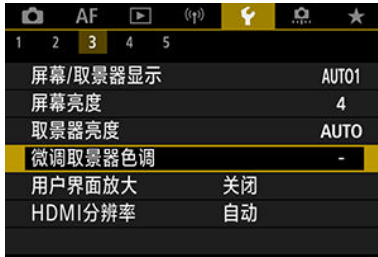 AF
1 2 3 4 5
屏幕/取景器显示 AUTO1
屏幕亮度 4
取景器亮度 AUTO
微调取景器色调 -
用户界面放大 关闭
HDMI分辨率 自动